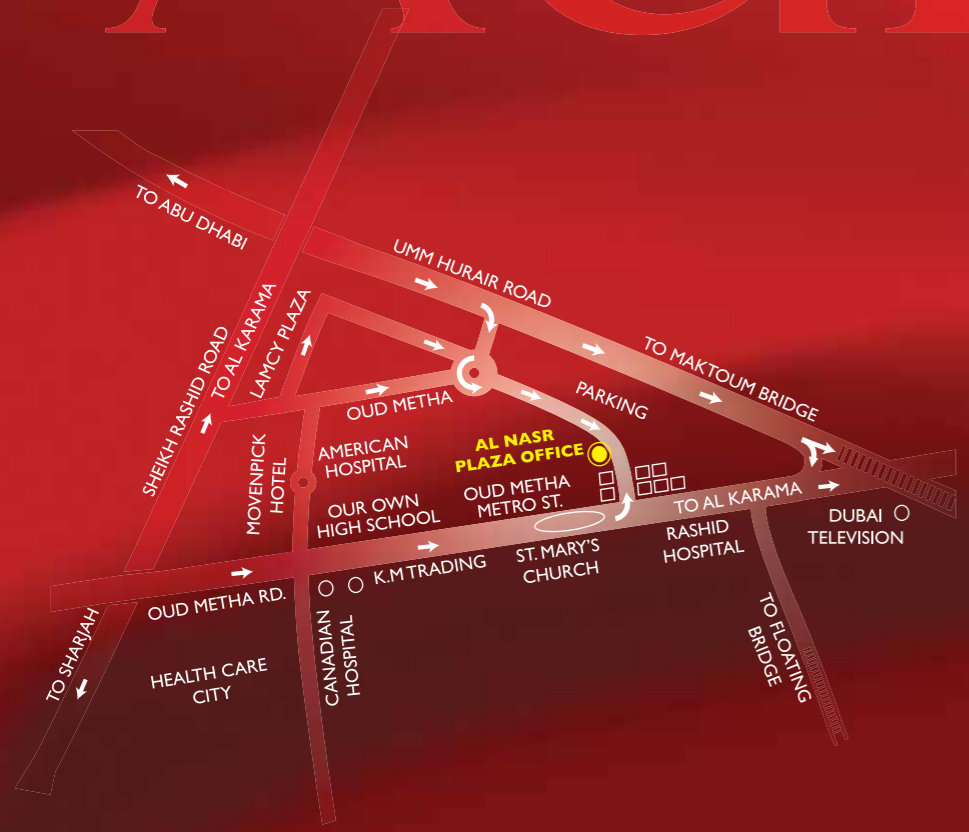 TO ABU DHABI
UMM HURAIR ROAD
TO MAKTOUM BRIDGE
SHEIKH RASHID ROAD
TO AL KARAMA
LAMCY PLAZA
OUD METHA
PARKING
MOVENPICK
HOTEL
AMERICAN
HOSPITAL
AL NASR
PLAZA OFFICE
OUR OWN
HIGH SCHOOL
OUD METHA
METRO ST.
TO AL KARAMA
DUBAI
TELEVISION
RASHID
HOSPITAL
ST. MARY'S
CHURCH
K.M TRADING
OUD METHA RD.
TO SHARJAH
HEALTH CARE
CITY
CANADIAN
HOSPITAL
TO FLOATING
BRIDGE